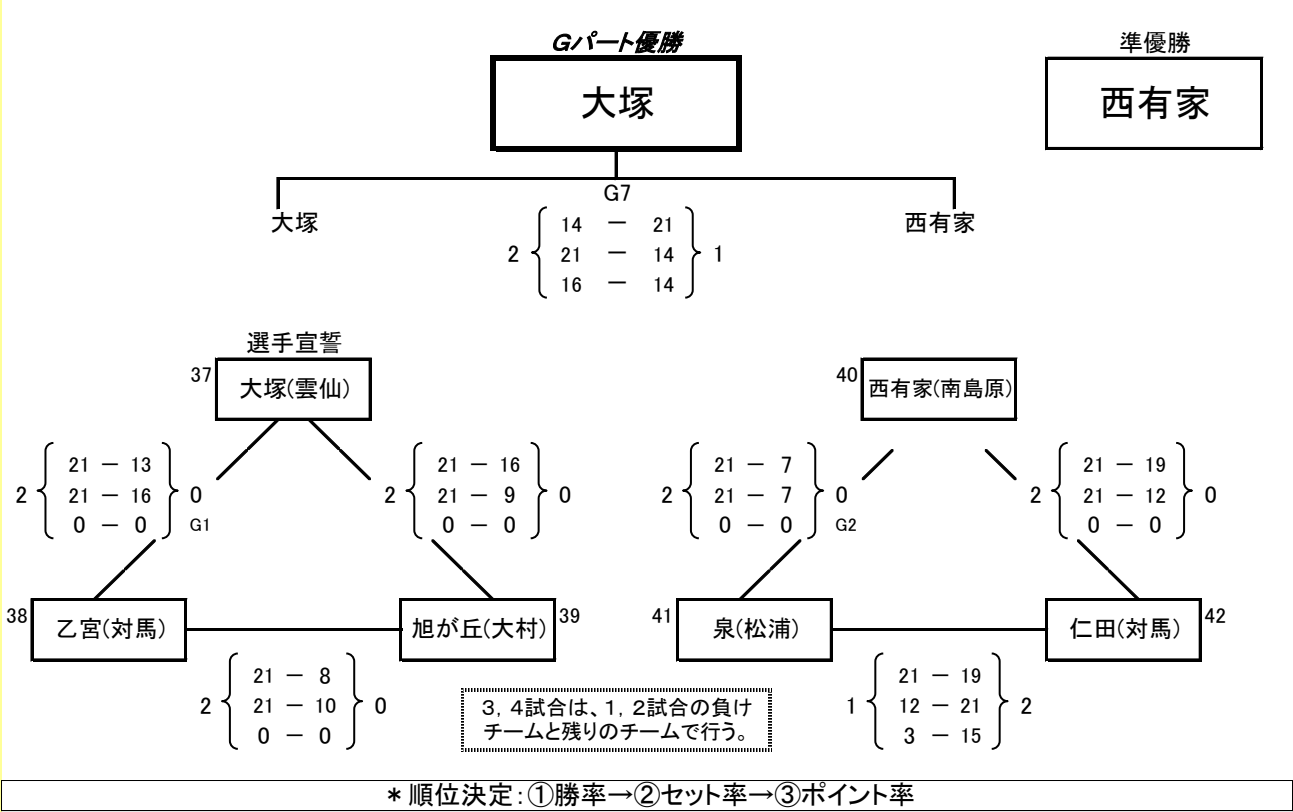 Gパート優勝
準優勝
大塚
西有家
G7
大塚
西有家
14 － 21
2 21 － 14 1
16 － 14
選手宣誓
37
大塚(雲仙)
40
西有家(南島原)
21 － 13
2 21 － 16 0
0 － 0 G1
21 － 16
2 21 － 9 0
0 － 0
21 － 7
2 21 － 7 0
0 － 0 G2
21 － 19
2 21 － 12 0
0 － 0
38
乙宮(対馬)
旭が丘(大村)
39
41
泉(松浦)
仁田(対馬)
42
21 － 8
2 21 － 10 0
0 － 0
3，4試合は、1，2試合の負け
チームと残りのチームで行う。
21 － 19
1 12 － 21 2
3 － 15
＊順位決定：①勝率→②セット率→③ポイント率